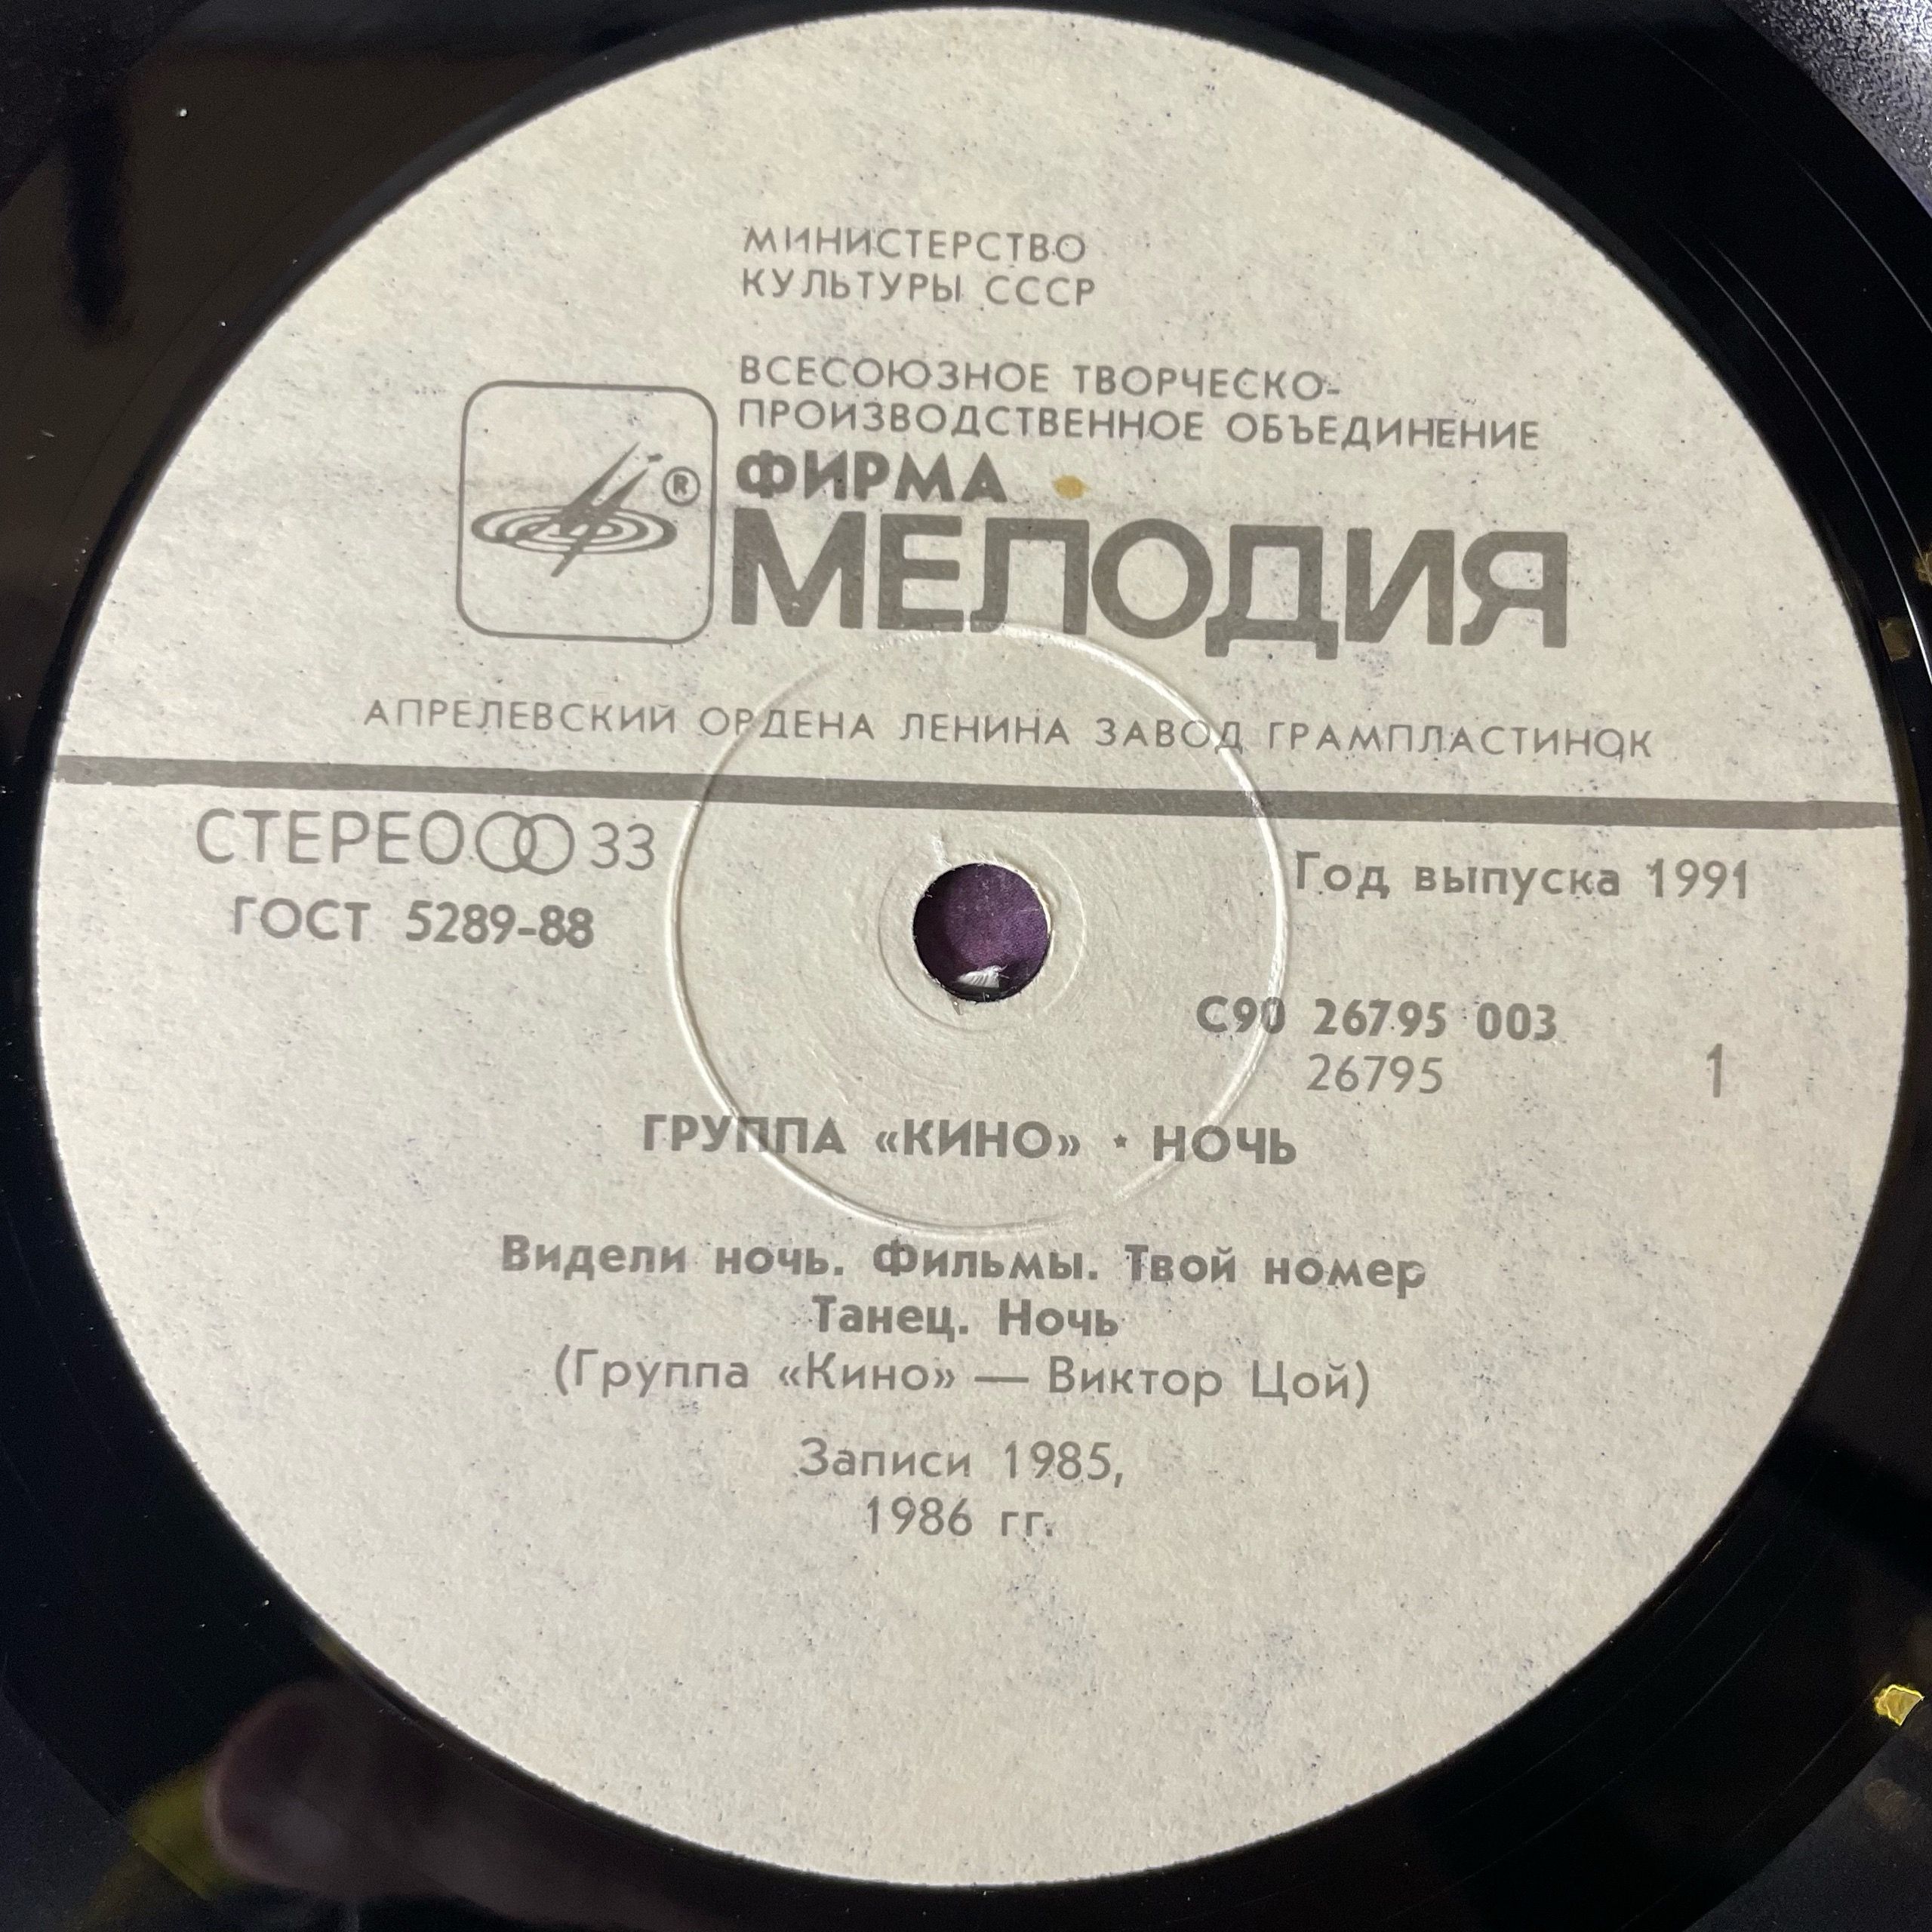 МИНИСТЕРСТВО
КУЛЬТУРЫ СССР
ВСЕСОЮЗНОЕ ТВОРЧЕСКО-
ПРОИЗВОДСТВЕННОЕ ОБЪЕДИНЕНИЕ
ФИРМА
®
МЕЛОДИЯ
АПРЕЛЕВСКИЙ ОРДЕНА ЛЕНИНА ЗАВОД ГРАМПЛАСТИНОК
СТЕРЕО 33
Год выпуска 1991
ГОСТ 5289-88
С90 26795 003
26795
1
ГРУППА «КИНО» * НОЧЬ
Видели ночь. Фильмы. Твой номер
Танец. Ночь
(Группа «Кино» — Виктор Цой)
Записи 1985,
1986 гг.